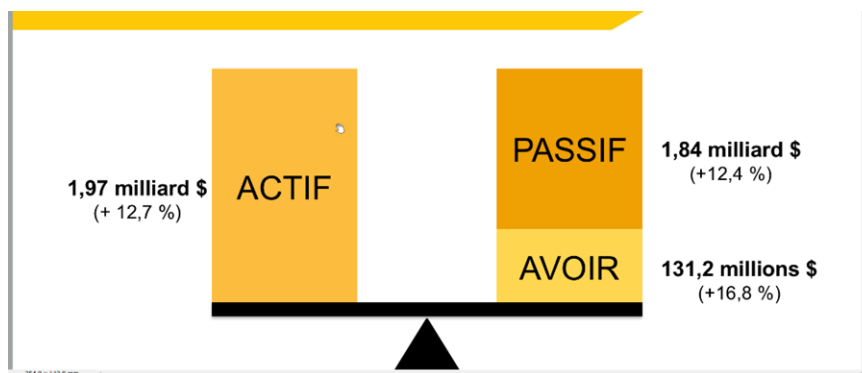 1,97 milliard $
(+ 12,7 %)
ACTIF
PASSIF
1,84 milliard $
(+12,4 %)
AVOIR
131,2 millions $
(+16,8 %)